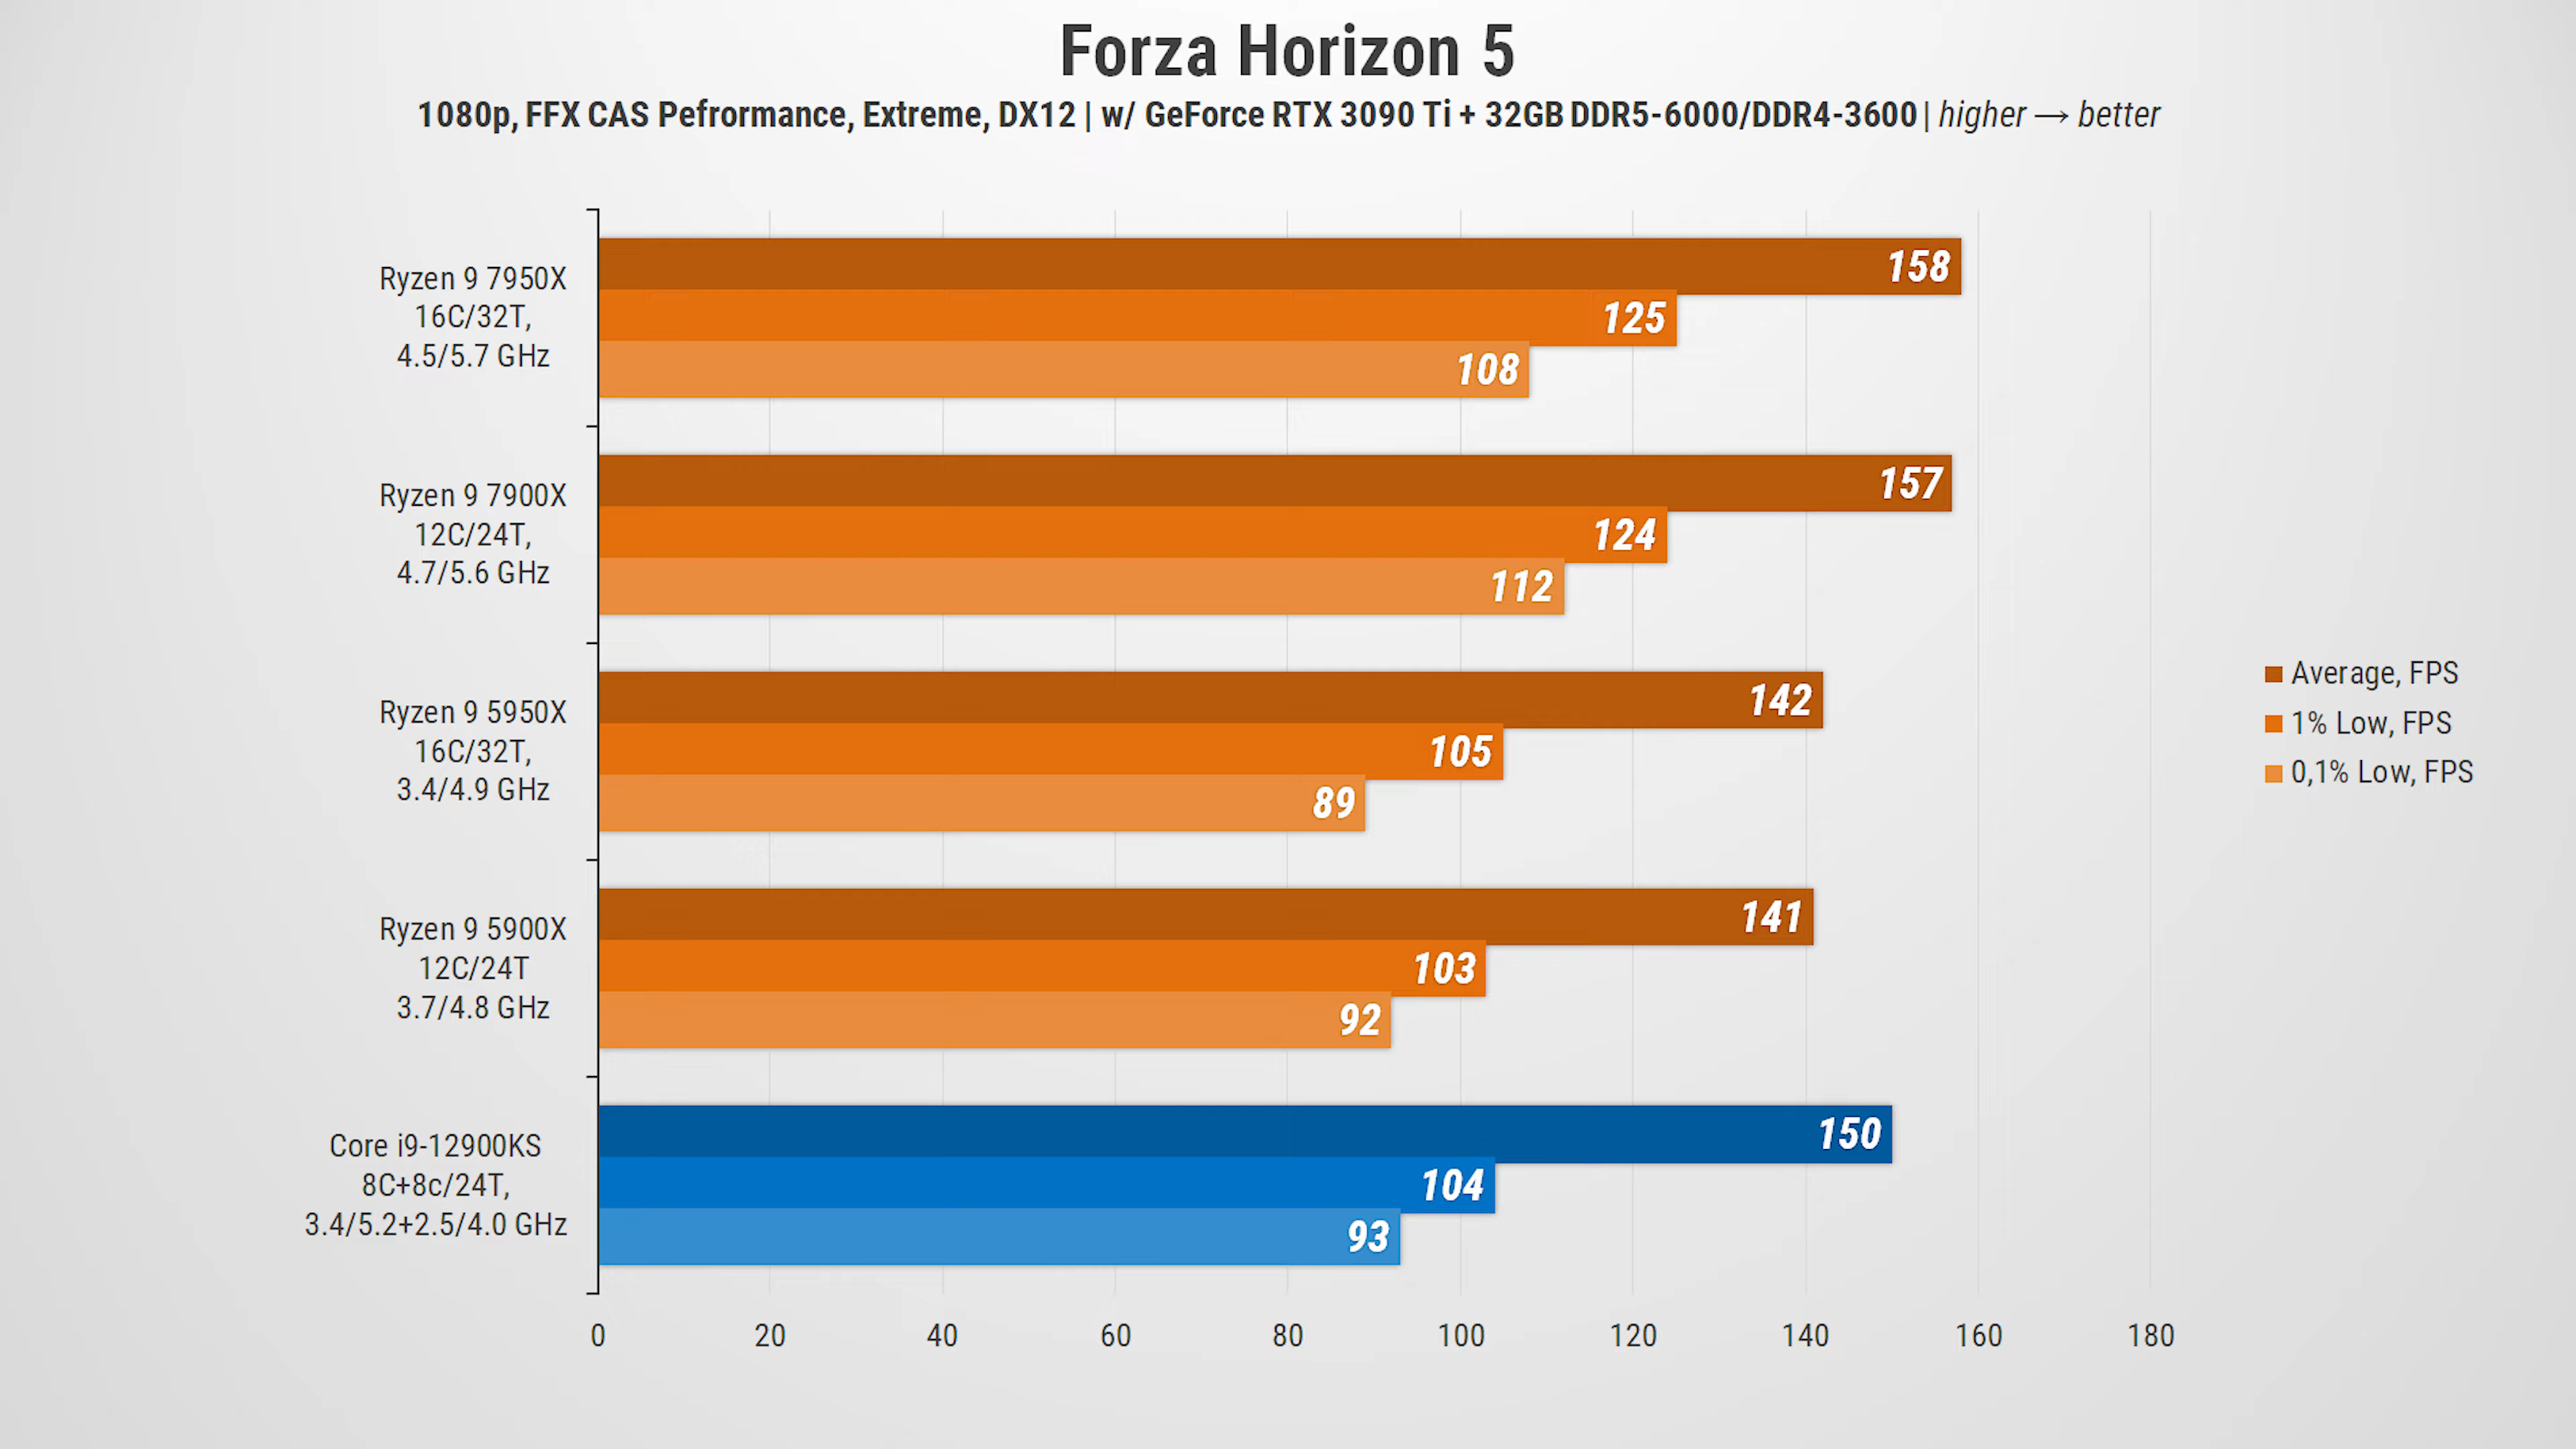 Forza Horizon 5
1080p, FFX CAS Pefrormance, Extreme, DX12 | w/ GeForce RTX 3090 Ti + 32GB DDR5-6000/DDR4-3600 | higher → better
Ryzen 9 7950X
16C/32T,
4.5/5.7 GHz
158
125
108
Ryzen 9 7900X
12C/24T,
4.7/5.6 GHz
157
124
112
Ryzen 9 5950X
16C/32T,
3.4/4.9 GHz
142
105
89
Ryzen 9 5900X
12C/24T
3.7/4.8 GHz
141
103
92
Core i9-12900KS
8C+8c/24T,
3.4/5.2+2.5/4.0 GHz
150
104
93
Average, FPS
1% Low, FPS
0,1% Low, FPS
0 20 40 60 80 100 120 140 160 180